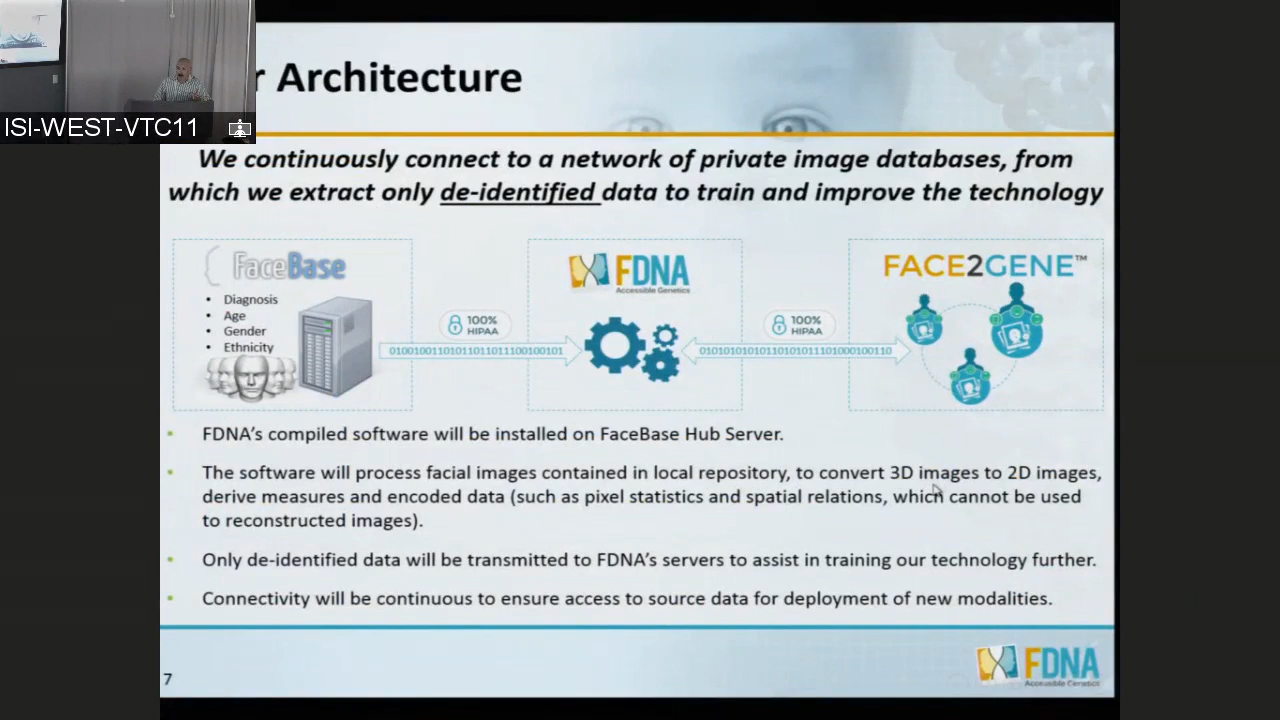 r Architecture
ISI-WEST-VTC11
We continuously connect to a network of private image databases, from
which we extract only de-identified data to train and improve the technology
FaceBase
• Diagnosis
• Age
• Gender
• Ethnicity
100%
HIPAA
FDNA
Accessible Genetics
100%
HIPAA
FACE2GENE™
• FDNA's compiled software will be installed on FaceBase Hub Server.
• The software will process facial images contained in local repository, to convert 3D images to 2D images,
derive measures and encoded data (such as pixel statistics and spatial relations, which cannot be used
to reconstructed images).
• Only de-identified data will be transmitted to FDNA's servers to assist in training our technology further.
• Connectivity will be continuous to ensure access to source data for deployment of new modalities.
7
FDNA
Accessible Genetics